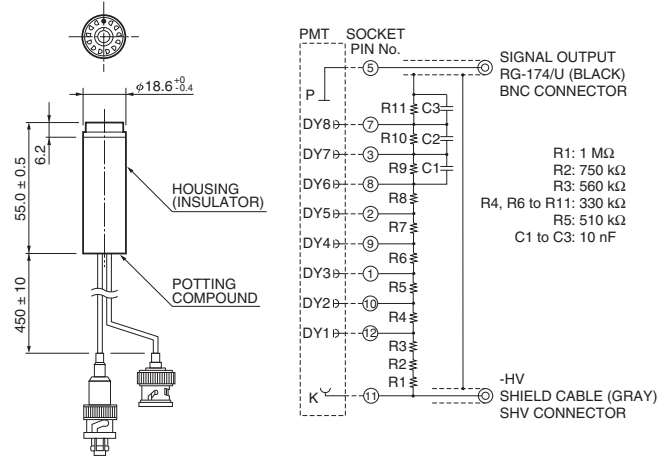 φ18.6 +0 -0.4
6.2
55.0 ± 0.5
450 ± 10
HOUSING
(INSULATOR)
POTTING
COMPOUND
PMT
SOCKET
PIN No.
P
5
SIGNAL OUTPUT
RG-174/U (BLACK)
BNC CONNECTOR
R11 C3
DY8 7
R10 C2
DY7 3
R9 C1
DY6 8
R8
DY5 2
R7
DY4 9
R6
DY3 1
R5
DY2 10
R4
DY1 12
R3
R2
R1
K 11
-HV
SHIELD CABLE (GRAY)
SHV CONNECTOR
R1: 1 MΩ
R2: 750 kΩ
R3: 560 kΩ
R4, R6 to R11: 330 kΩ
R5: 510 kΩ
C1 to C3: 10 nF